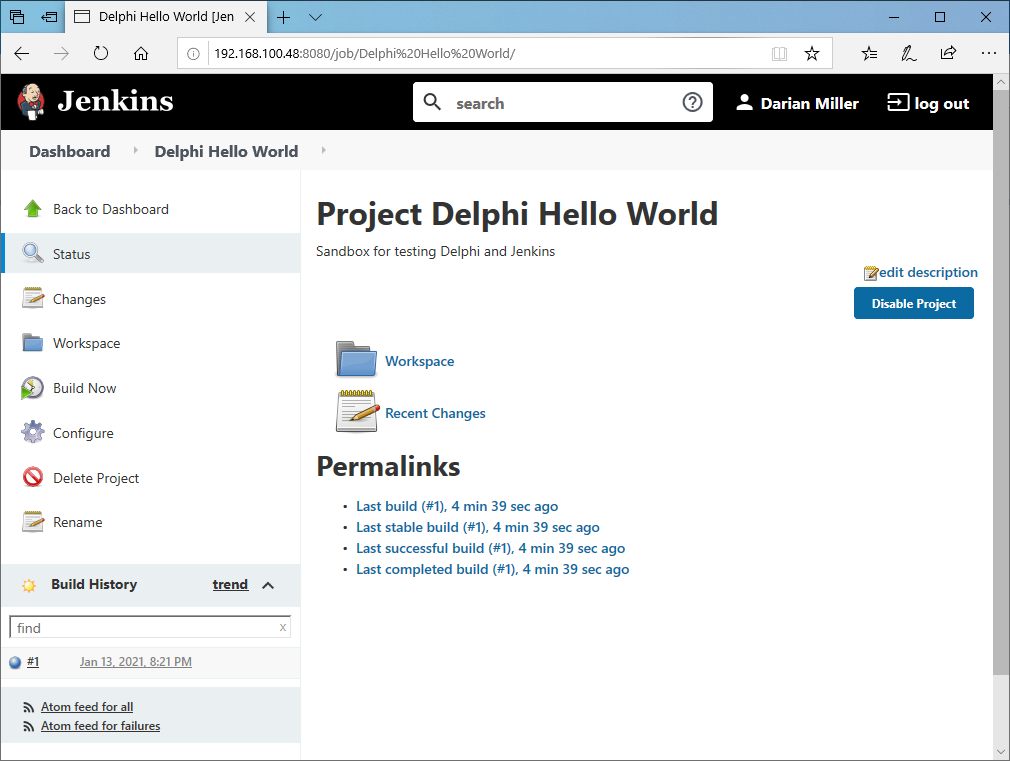 Delphi Hello World [Jen
192.168.100.48:8080/job/Delphi%20Hello%20World/
Jenkins
search
Darian Miller
log out
Dashboard
Delphi Hello World
Back to Dashboard
Status
Changes
Workspace
Build Now
Configure
Delete Project
Rename
Build History
trend
find
x
#1
Jan 13, 2021, 8:21 PM
Atom feed for all
Atom feed for failures
Project Delphi Hello World
Sandbox for testing Delphi and Jenkins
edit description
Disable Project
Workspace
Recent Changes
Permalinks
Last build (#1), 4 min 39 sec ago
Last stable build (#1), 4 min 39 sec ago
Last successful build (#1), 4 min 39 sec ago
Last completed build (#1), 4 min 39 sec ago